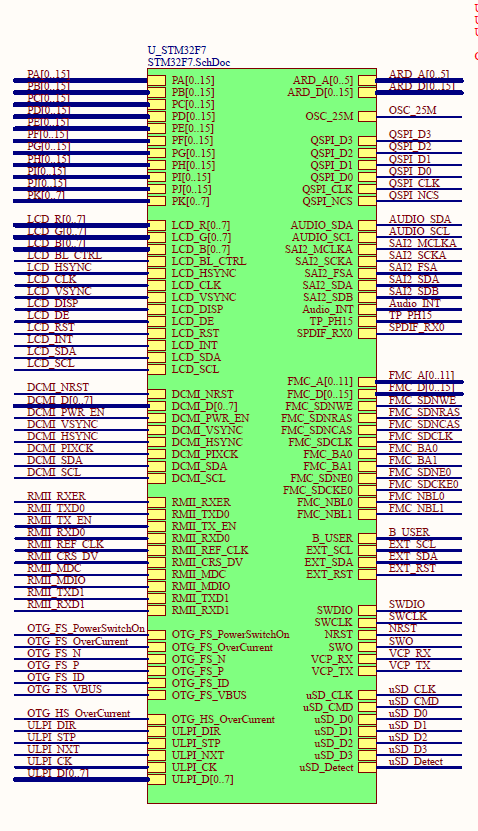 U_STM32F7
STM32F7.SchDoc
PA[0..15]
PB[0..15]
PC[0..15]
PD[0..15]
PE[0..15]
PF[0..15]
PG[0..15]
PH[0..15]
PI[0..15]
PJ[0..15]
PK[0..7]
LCD_R[0..7]
LCD_G[0..7]
LCD_B[0..7]
LCD_BL_CTRL
LCD_HSYNC
LCD_CLK
LCD_VSYNC
LCD_DISP
LCD_DE
LCD_RST
LCD_INT
LCD_SDA
LCD_SCL
DCMI_NRST
DCMI_D[0..7]
DCMI_PWR_EN
DCMI_VSYNC
DCMI_HSYNC
DCMI_PIXCK
DCMI_SDA
DCMI_SCL
RMII_RXER
RMII_TXD0
RMII_TX_EN
RMII_RXD0
RMII_REF_CLK
RMII_CRS_DV
RMII_MDC
RMII_MDIO
RMII_TXD1
RMII_RXD1
OTG_FS_PowerSwitchOn
OTG_FS_OverCurrent
OTG_FS_N
OTG_FS_P
OTG_FS_ID
OTG_FS_VBUS
OTG_HS_OverCurrent
ULPI_DIR
ULPI_STP
ULPI_NXT
ULPI_CK
ULPI_D[0..7]
PA[0..15]
PB[0..15]
PC[0..15]
PD[0..15]
PE[0..15]
PF[0..15]
PG[0..15]
PH[0..15]
PI[0..15]
PJ[0..15]
PK[0..7]
LCD_R[0..7]
LCD_G[0..7]
LCD_B[0..7]
LCD_BL_CTRL
LCD_HSYNC
LCD_CLK
LCD_VSYNC
LCD_DISP
LCD_DE
LCD_RST
LCD_INT
LCD_SDA
LCD_SCL
DCMI_NRST
DCMI_D[0..7]
DCMI_PWR_EN
DCMI_VSYNC
DCMI_HSYNC
DCMI_PIXCK
DCMI_SDA
DCMI_SCL
RMII_RXER
RMII_TXD0
RMII_TX_EN
RMII_RXD0
RMII_REF_CLK
RMII_CRS_DV
RMII_MDC
RMII_MDIO
RMII_TXD1
RMII_RXD1
OTG_FS_PowerSwitchOn
OTG_FS_OverCurrent
OTG_FS_N
OTG_FS_P
OTG_FS_ID
OTG_FS_VBUS
OTG_HS_OverCurrent
ULPI_DIR
ULPI_STP
ULPI_NXT
ULPI_CK
ULPI_D[0..7]
ARD_A[0..5]
ARD_D[0..15]
OSC_25M
QSPI_D3
QSPI_D2
QSPI_D1
QSPI_D0
QSPI_CLK
QSPI_NCS
AUDIO_SDA
AUDIO_SCL
SAI2_MCLKA
SAI2_SCKA
SAI2_FSA
SAI2_SDA
SAI2_SDB
Audio_INT
TP_PH15
SPDIF_RX0
FMC_A[0..11]
FMC_D[0..15]
FMC_SDNWE
FMC_SDNRAS
FMC_SDNCAS
FMC_SDCLK
FMC_BA0
FMC_BA1
FMC_SDNE0
FMC_SDCKE0
FMC_NBL0
FMC_NBL1
B_USER
EXT_SCL
EXT_SDA
EXT_RST
SWDIO
SWCLK
NRST
SWO
VCP_RX
VCP_TX
uSD_CLK
uSD_CMD
uSD_D0
uSD_D1
uSD_D2
uSD_D3
uSD_Detect
ARD_A[0..5]
ARD_D[0..15]
OSC_25M
QSPI_D3
QSPI_D2
QSPI_D1
QSPI_D0
QSPI_CLK
QSPI_NCS
AUDIO_SDA
AUDIO_SCL
SAI2_MCLKA
SAI2_SCKA
SAI2_FSA
SAI2_SDA
SAI2_SDB
Audio_INT
TP_PH15
SPDIF_RX0
FMC_A[0..11]
FMC_D[0..15]
FMC_SDNWE
FMC_SDNRAS
FMC_SDNCAS
FMC_SDCLK
FMC_BA0
FMC_BA1
FMC_SDNE0
FMC_SDCKE0
FMC_NBL0
FMC_NBL1
B_USER
EXT_SCL
EXT_SDA
EXT_RST
SWDIO
SWCLK
NRST
SWO
VCP_RX
VCP_TX
uSD_CLK
uSD_CMD
uSD_D0
uSD_D1
uSD_D2
uSD_D3
uSD_Detect